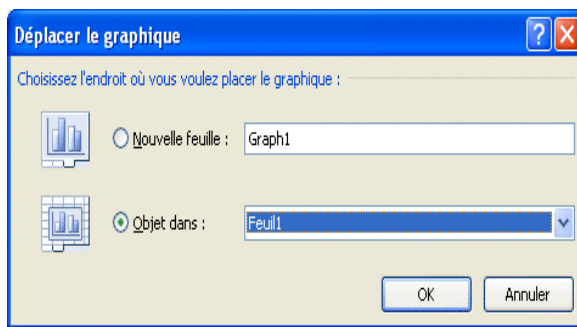 Déplacer le graphique
Choisissez l'endroit où vous voulez placer le graphique :
Nouvelle feuille : Graph1
Objet dans : Feuil1
OK Annuler